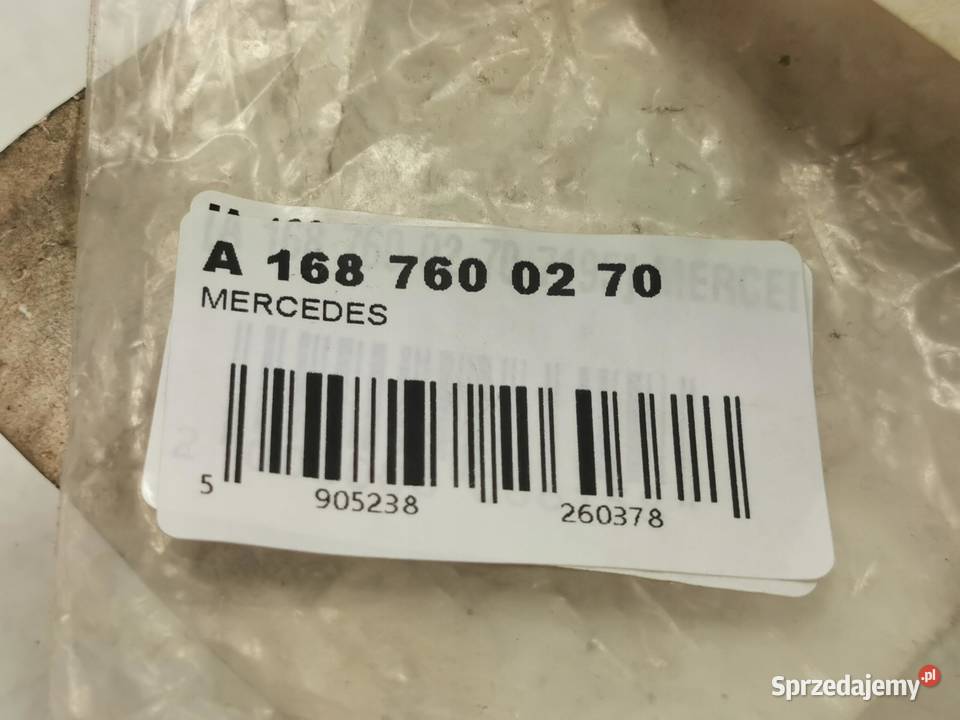 A 168 760 02 70
MERCEDES
5 905238 260378
Sprzedajemy.pl